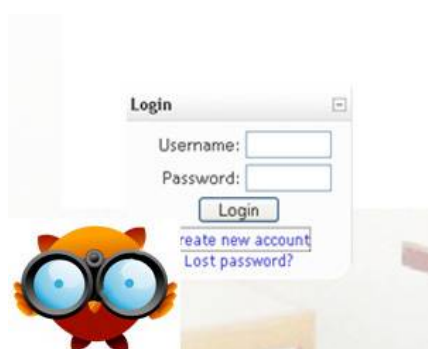 Login
Username:
Password:
Login
reate new account
Lost password?